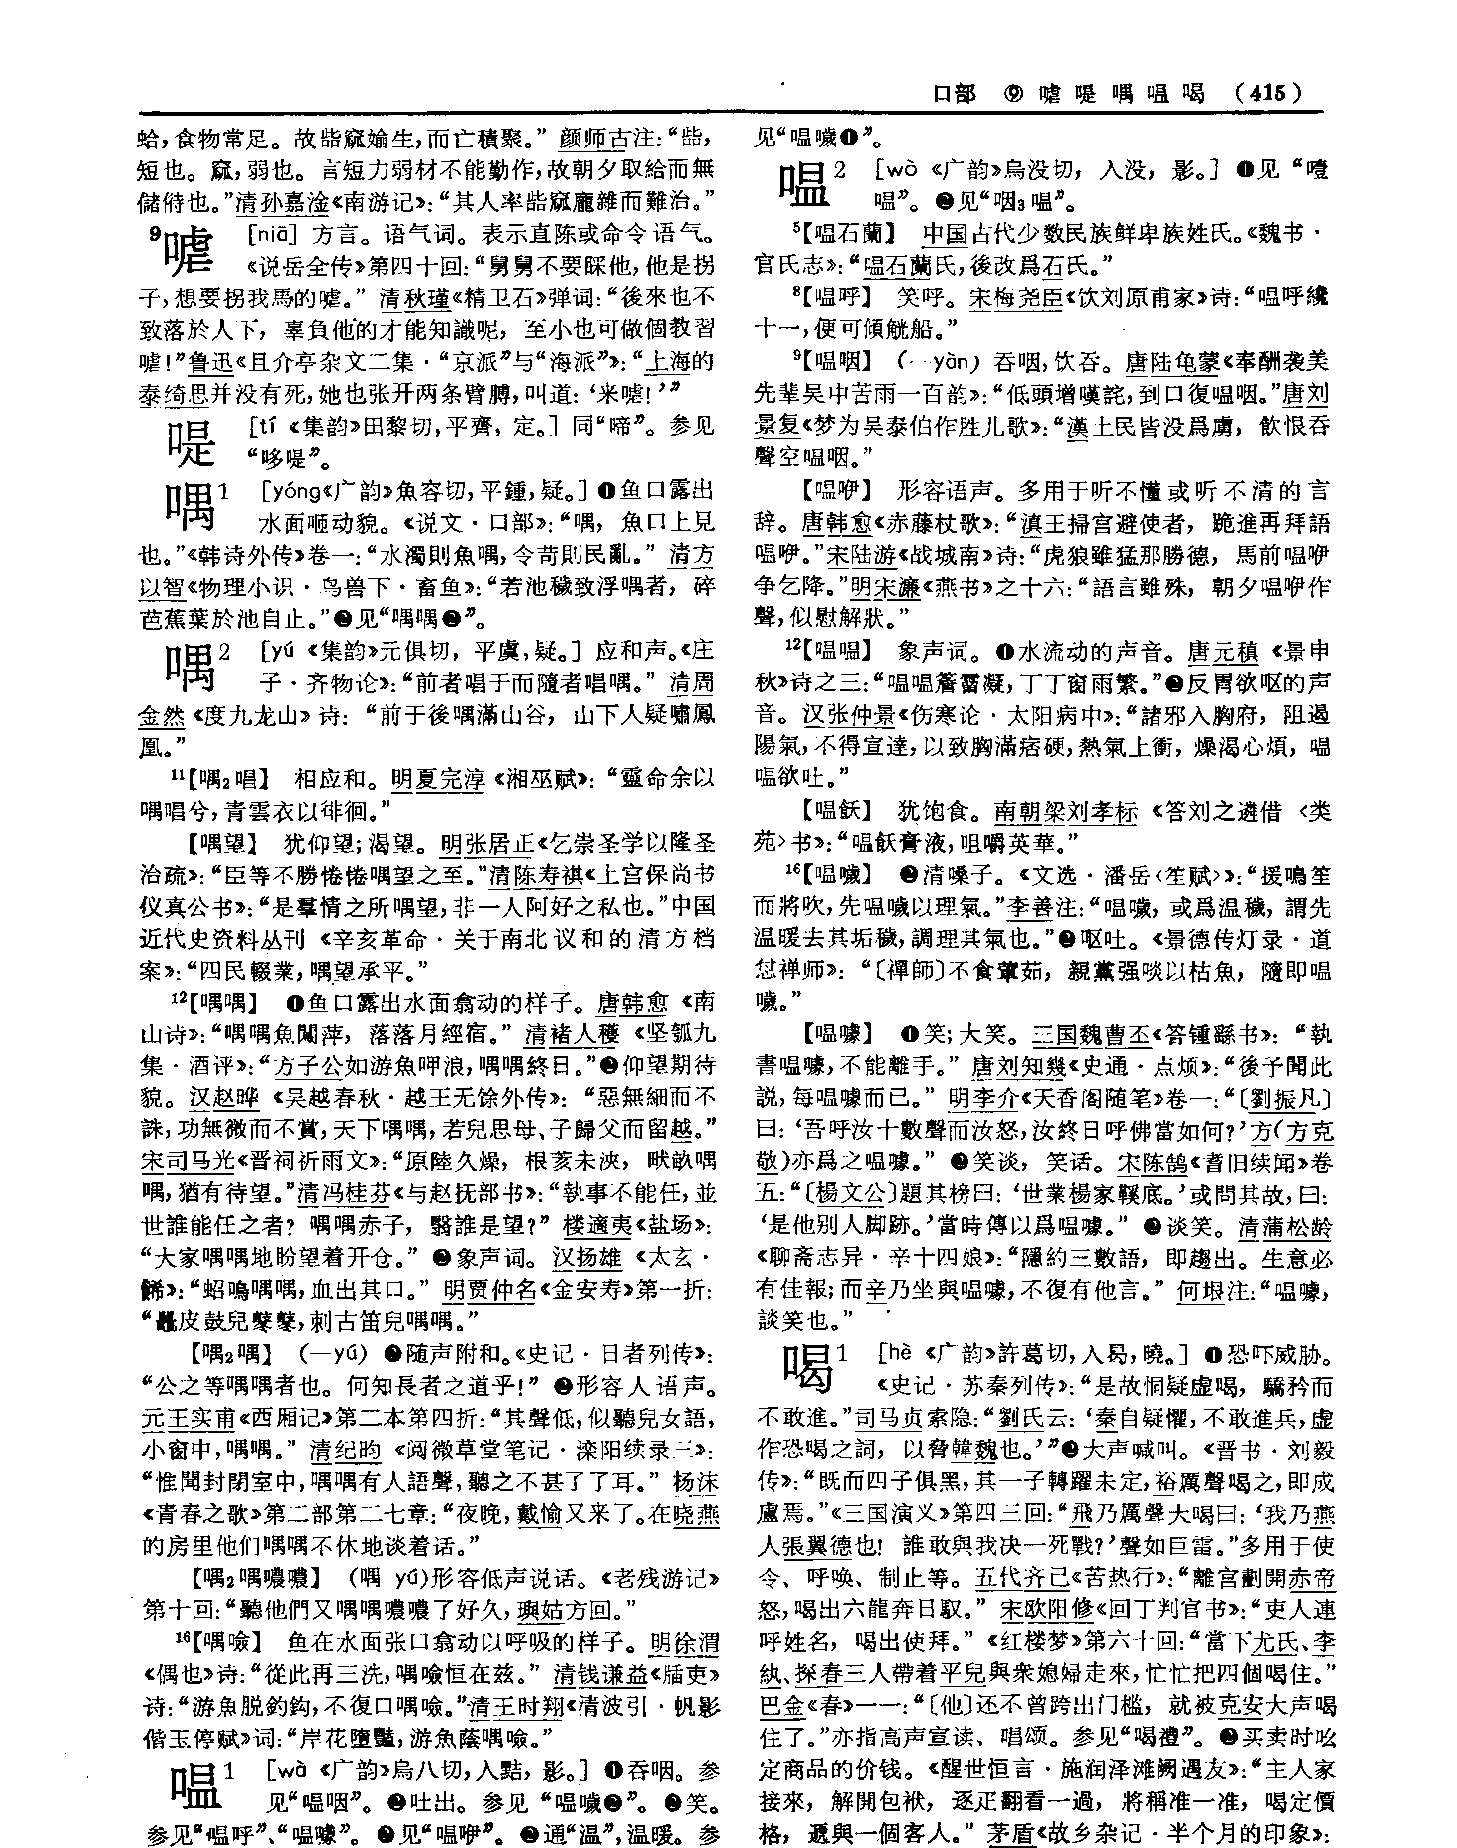 口部 ⑨ 嘘 喔 喁 嗢 喝 （415）
蛤，食物常足。故呰窳婾生，而亡積聚。”颜师古注：“呰，
短也。窳，弱也。言短力弱材不能勤作，故朝夕取給而無
儲偫也。”清孙嘉淦《南游记》：“其人率呰窳龐雜而難治。”
[niā] 方言。语气词。表示直陈或命令语气。
《说岳全传》第四十回：“舅舅不要睬他，他是拐
子，想要拐我馬的嘘。”清秋瑾《精卫石》弹词：“後來也不
致落於人下，辜負他的才能知識呢，至小也可做個教習
嘘！”鲁迅《且介亭杂文二集·“京派”与“海派”》：“上海的
泰绮思并没有死，她也张开两条臂膊，叫道：‘来嘘！’”
喔 [tí《集韵》田黎切，平齊，定。] 同“啼”。参见
“哆喔”。
喁1 [yóng《广韵》魚容切，平鍾，疑。] ❶鱼口露出
水面咂动貌。《说文·口部》：“喁，魚口上見
也。”《韩诗外传》卷一：“水濁則魚喁，令苛則民亂。”清方
以智《物理小识·鸟兽下·畜鱼》：“若池穢致浮喁者，碎
芭蕉葉於池自止。”❷见“喁喁❷”。
喁2 [yú《集韵》元俱切，平虞，疑。] 应和声。《庄
子·齐物论》：“前者唱于而隨者唱喁。”清周
金然《度九龙山》诗：“前于後喁滿山谷，山下人疑嘯鳳
凰。”
11【喁2唱】 相应和。明夏完淳《湘巫赋》：“靈命余以
喁唱兮，青雲衣以徘徊。”
【喁望】 犹仰望；渴望。明张居正《乞崇圣学以隆圣
治疏》：“臣等不勝惓惓喁望之至。”清陈寿祺《上宫保尚书
仪真公书》：“是羣情之所喁望，非一人阿好之私也。”中国
近代史资料丛刊《辛亥革命·关于南北议和的清方档
案》：“四民輟業，喁望承平。”
12【喁喁】 ❶鱼口露出水面翕动的样子。唐韩愈《南
山诗》：“喁喁魚闖萍，落落月經宿。”清褚人穫《坚瓠九
集·酒评》：“方子公如游魚呷浪，喁喁終日。”❷仰望期待
貌。汉赵晔《吴越春秋·越王无馀外传》：“惡無細而不
誅，功無微而不賞，天下喁喁，若兒思母、子歸父而留越。”
宋司马光《晋祠祈雨文》：“原陸久燥，根荄未浹，畎畝喁
喁，猶有待望。”清冯桂芬《与赵抚部书》：“執事不能任，並
世誰能任之者？喁喁赤子，翳誰是望？”楼適夷《盐场》：
“大家喁喁地盼望着开仓。”❸象声词。汉扬雄《太玄·
》：“蛁鳴喁喁，血出其口。”明贾仲名《金安寿》第一折：
“鼉皮鼓兒鼕鼕，刺古笛兒喁喁。”
【喁2喁】 （—yú）❶随声附和。《史记·日者列传》：
“公之等喁喁者也。何知長者之道乎！”❷形容人语声。
元王实甫《西厢记》第二本第四折：“其聲低，似聽兒女語，
小窗中，喁喁。”清纪昀《阅微草堂笔记·滦阳续录三》：
“惟聞封閉室中，喁喁有人語聲，聽之不甚了了耳。”杨沫
《青春之歌》第二部第二七章：“夜晚，戴愉又来了。在晓燕
的房里他们喁喁不休地谈着话。”
【喁2喁噥噥】 （喁 yú）形容低声说话。《老残游记》
第十回：“聽他們又喁喁噥噥了好久，璵姑方回。”
16【喁噞】 鱼在水面张口翕动以呼吸的样子。明徐渭
《偶也》诗：“從此再三洗，喁噞恒在兹。”清钱谦益《牐吏》
诗：“游魚脱釣鈎，不復口喁噞。”清王时翔《清波引·帆影
偕玉停赋》词：“岸花墮豔，游魚蔭喁噞。”
嗢1 [wà《广韵》烏八切，入黠，影。] ❶吞咽。参
见“嗢咽”。❷吐出。参见“嗢噦❷”。❸笑。
参见“嗢呼”、“嗢噱”。❹见“嗢咿”。❺通“温”，温暖。参
见“嗢噦❶”。
嗢2 [wò《广韵》烏没切，入没，影。] ❶见“噎
嗢”。❷见“咽3嗢”。
5【嗢石蘭】 中国古代少数民族鲜卑族姓氏。《魏书·
官氏志》：“嗢石蘭氏，後改爲石氏。”
8【嗢呼】 笑呼。宋梅尧臣《饮刘原甫家》诗：“嗢呼纔
十一，便可傾觥船。”
9【嗢咽】 （—yàn）吞咽，饮吞。唐陆龟蒙《奉酬袭美
先辈吴中苦雨一百韵》：“低頭增嘆詫，到口復嗢咽。”唐刘
景复《梦为吴泰伯作胜儿歌》：“漢土民皆没爲虜，飲恨吞
聲空嗢咽。”
【嗢咿】 形容语声。多用于听不懂或听不清的言
辞。唐韩愈《赤藤杖歌》：“滇王掃宫避使者，跪進再拜語
嗢咿。”宋陆游《战城南》诗：“虎狼雖猛那勝德，馬前嗢咿
争乞降。”明宋濂《燕书》之十六：“語言雖殊，朝夕嗢咿作
聲，似慰解狀。”
12【嗢嗢】 象声词。❶水流动的声音。唐元稹《景申
秋》诗之三：“嗢嗢簷霤凝，丁丁窗雨繁。”❷反胃欲呕的声
音。汉张仲景《伤寒论·太阳病中》：“諸邪入胸府，阻遏
陽氣，不得宣達，以致胸滿痞硬，熱氣上衝，燥渴心煩，嗢
嗢欲吐。”
【嗢飫】 犹饱食。南朝梁刘孝标《答刘之遴借〈类
苑〉书》：“嗢飫膏液，咀嚼英華。”
16【嗢噦】 ❶清嗓子。《文选·潘岳〈笙赋〉》：“援鳴笙
而將吹，先嗢噦以理氣。”李善注：“嗢噦，或爲温穢，謂先
温暖去其垢穢，調理其氣也。”❷呕吐。《景德传灯录·道
怤禅师》：“〔禪師〕不食葷茹，親黨强啖以枯魚，隨即嗢
噦。”
【嗢噱】 ❶笑；大笑。三国魏曹丕《答锺繇书》：“執
書嗢噱，不能離手。”唐刘知幾《史通·点烦》：“後予聞此
説，每嗢噱而已。”明李介《天香阁随笔》卷一：“〔劉振凡〕
曰：‘吾呼汝十數聲而汝怒，汝終日呼佛當如何？’方（方克
敬）亦爲之嗢噱。”❷笑谈，笑话。宋陈鹄《耆旧续闻》卷
五：“〔楊文公〕題其榜曰：‘世業楊家鞵底。’或問其故，曰：
‘是他别人脚跡。’當時傳以爲嗢噱。”❸谈笑。清蒲松龄
《聊斋志异·辛十四娘》：“隱約三數語，即趨出。生意必
有佳報；而辛乃坐與嗢噱，不復有他言。”何垠注：“嗢噱，
談笑也。”
喝1 [hè《广韵》許葛切，入曷，曉。] ❶恐吓威胁。
《史记·苏秦列传》：“是故恫疑虚喝，驕矜而
不敢進。”司马贞索隐：“劉氏云：‘秦自疑懼，不敢進兵，虚
作恐喝之詞，以脅韓魏也。’”❷大声喊叫。《晋书·刘毅
传》：“既而四子俱黑，其一子轉躍未定，裕厲聲喝之，即成
盧焉。”《三国演义》第四二回：“飛乃厲聲大喝曰：‘我乃燕
人張翼德也！誰敢與我决一死戰？’聲如巨雷。”多用于使
令、呼唤、制止等。五代齐己《苦热行》：“離宫劃開赤帝
怒，喝出六龍奔日馭。”宋欧阳修《回丁判官书》：“吏人連
呼姓名，喝出使拜。”《红楼梦》第六十回：“當下尤氏、李
紈、探春三人帶着平兒與衆媳婦走來，忙忙把四個喝住。”
巴金《春》一一：“〔他〕还不曾跨出门槛，就被克安大声喝
住了。”亦指高声宣读、唱颂。参见“喝禮”。❸买卖时吆
定商品的价钱。《醒世恒言·施润泽滩阙遇友》：“主人家
接來，解開包袱，逐疋翻看一過，將稱准一准，喝定價
格，遞與一個客人。”茅盾《故乡杂记·半个月的印象》：